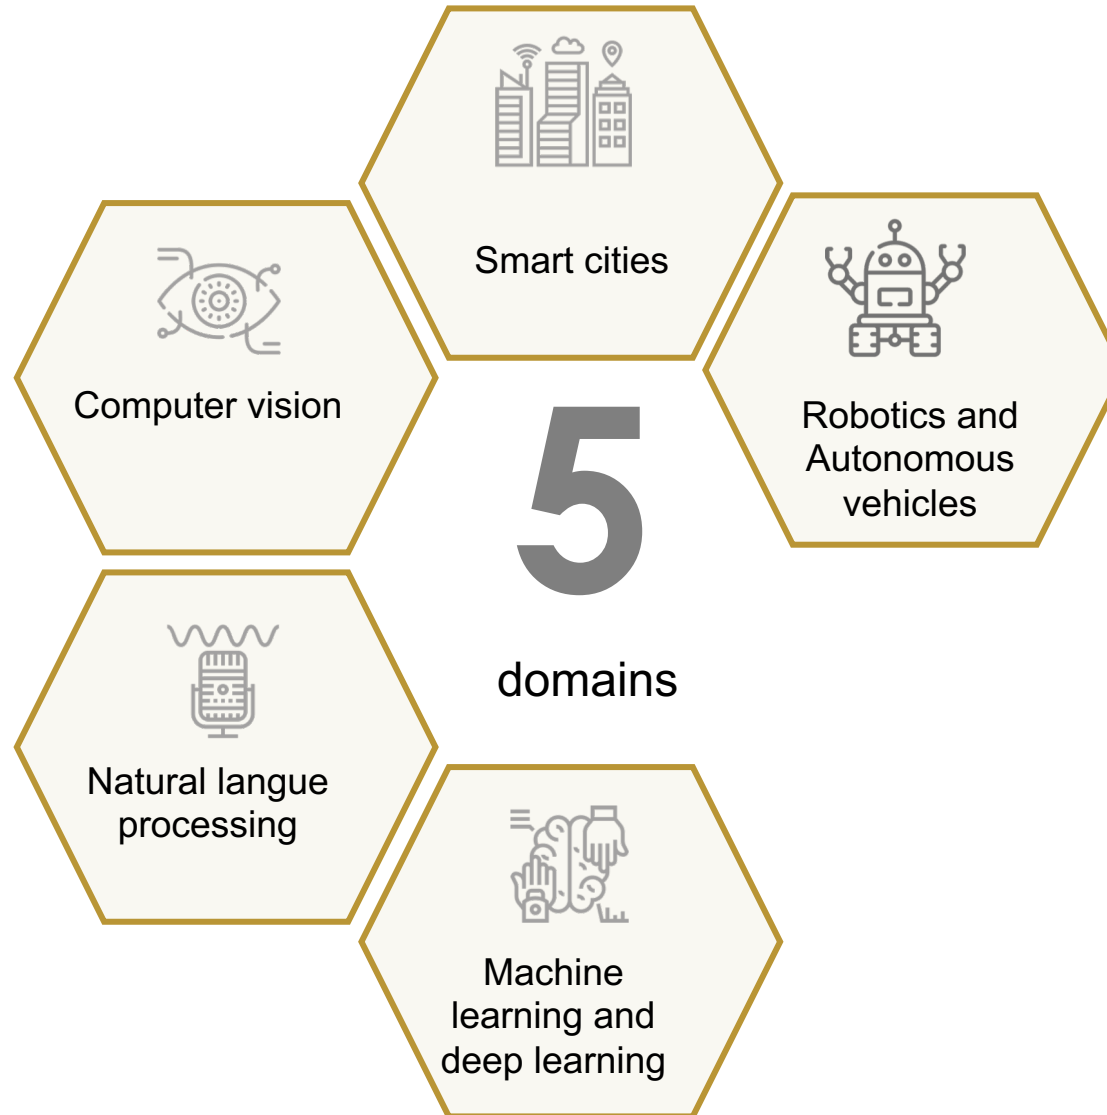 Smart cities
Computer vision
Robotics and
Autonomous
vehicles
5
domains
Natural langue
processing
Machine
learning and
deep learning